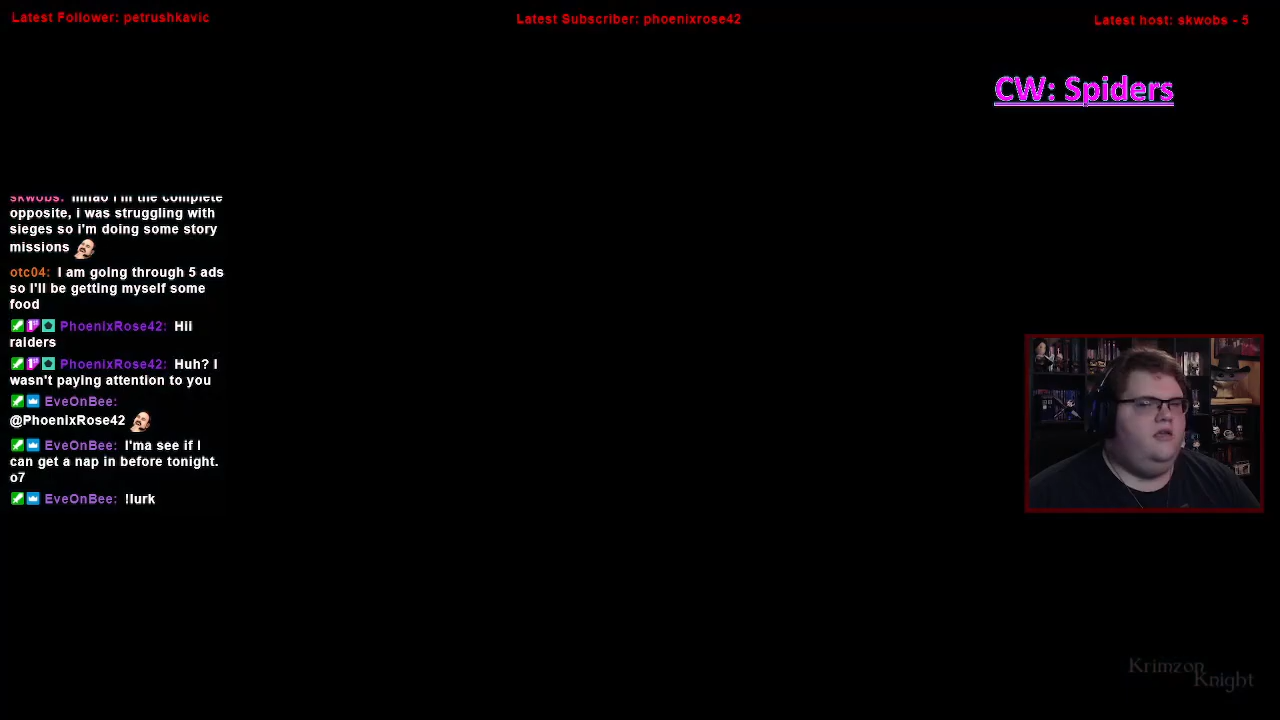 Latest Follower: petrushkavic
Latest Subscriber: phoenixrose42
Latest host: skwobs - 5
CW: Spiders
skwobs: lmfao i'm the complete
opposite, i was struggling with
sieges so i'm doing some story
missions
otc04: I am going through 5 ads
so I'll be getting myself some
food
PhoenixRose42: Hii
raiders
PhoenixRose42: Huh? I
wasn't paying attention to you
EveOnBee:
@PhoenixRose42
EveOnBee: I'ma see if I
can get a nap in before tonight.
o7
EveOnBee: !lurk
Krimzon
Knight